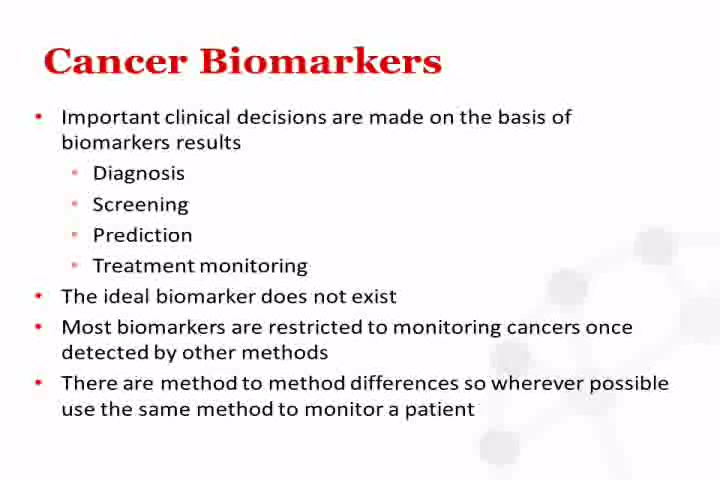 Cancer Biomarkers
• Important clinical decisions are made on the basis of
biomarkers results
• Diagnosis
• Screening
• Prediction
• Treatment monitoring
• The ideal biomarker does not exist
• Most biomarkers are restricted to monitoring cancers once
detected by other methods
• There are method to method differences so wherever possible
use the same method to monitor a patient